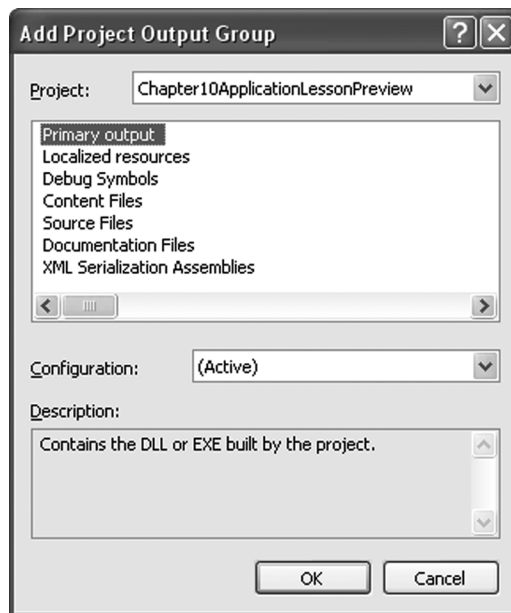 Add Project Output Group
Project: Chapter10ApplicationLessonPreview
Primary output
Localized resources
Debug Symbols
Content Files
Source Files
Documentation Files
XML Serialization Assemblies
Configuration: (Active)
Description:
Contains the DLL or EXE built by the project.
OK Cancel